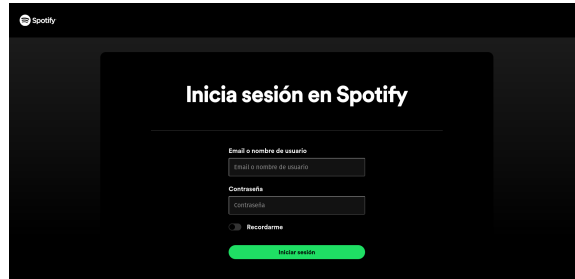 Spotify
Inicia sesión en Spotify
Email o nombre de usuario
Email o nombre de usuario
Contraseña
Contraseña
Recordarme
Iniciar sesión